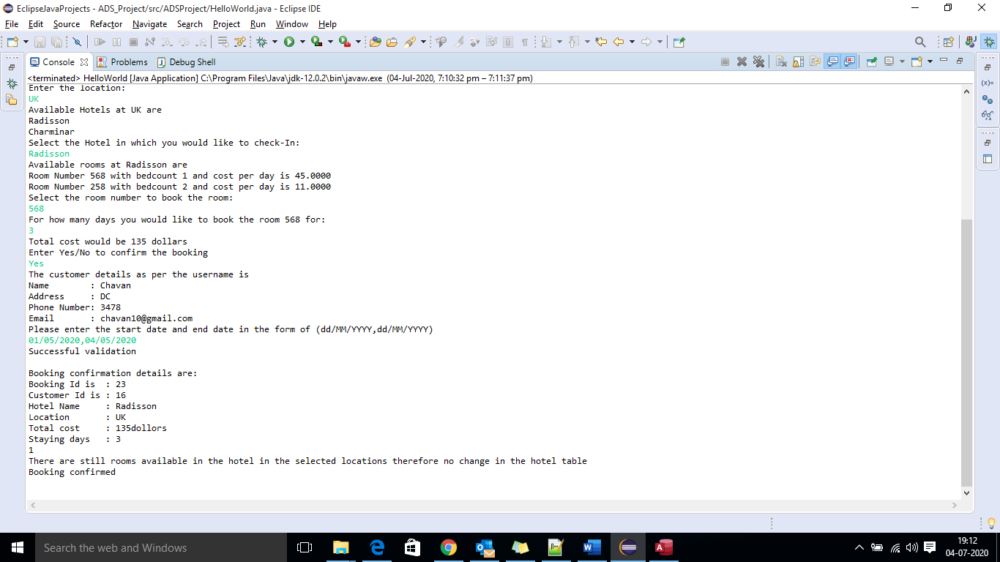 EclipseJavaProjects - ADS_Project/src/ADSProject/HelloWorld.java - Eclipse IDE
File Edit Source Refactor Navigate Search Project Run Window Help
Console Problems Debug Shell
<terminated> HelloWorld [Java Application] C:\Program Files\Java\jdk-12.0.2\bin\javaw.exe (04-Jul-2020, 7:10:32 pm – 7:11:37 pm)
Enter the location:
UK
Available Hotels at UK are
Radisson
Charminar
Select the Hotel in which you would like to check-In:
Radisson
Available rooms at Radisson are
Room Number 568 with bedcount 1 and cost per day is 45.0000
Room Number 258 with bedcount 2 and cost per day is 11.0000
Select the room number to book the room:
568
For how many days you would like to book the room 568 for:
3
Total cost would be 135 dollars
Enter Yes/No to confirm the booking
Yes
The customer details as per the username is
Name        : Chavan
Address     : DC
Phone Number: 3478
Email       : chavan10@gmail.com
Please enter the start date and end date in the form of (dd/MM/YYYY,dd/MM/YYYY)
01/05/2020,04/05/2020
Successful validation
Booking confirmation details are:
Booking Id is  : 23
Customer Id is : 16
Hotel Name     : Radisson
Location       : UK
Total cost     : 135dollors
Staying days   : 3
1
There are still rooms available in the hotel in the selected locations therefore no change in the hotel table
Booking confirmed
Search the web and Windows
19:12
04-07-2020